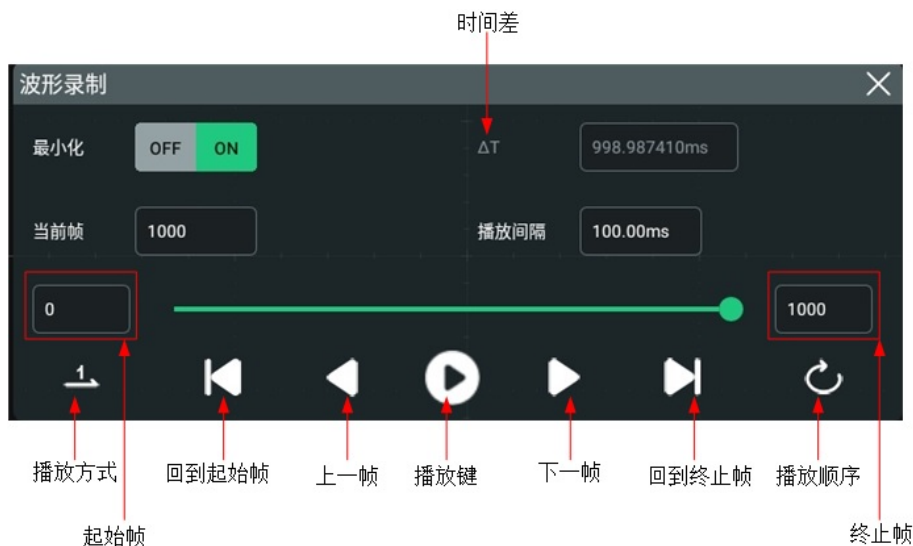 时间差
波形录制
最小化 OFF ON ΔT 998.987410ms
当前帧 1000 播放间隔 100.00ms
0 1000
1
播放方式 回到起始帧 上一帧 播放键 下一帧 回到终止帧 播放顺序
起始帧 终止帧